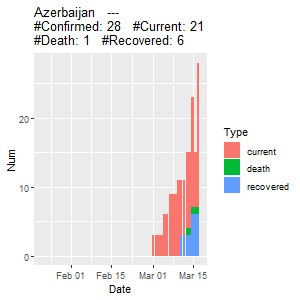 Azerbaijan   ---
#Confirmed: 28   #Current: 21
#Death: 1   #Recovered: 6
Num
20
10
0
Feb 01
Feb 15
Mar 01
Mar 15
Date
Type
current
death
recovered